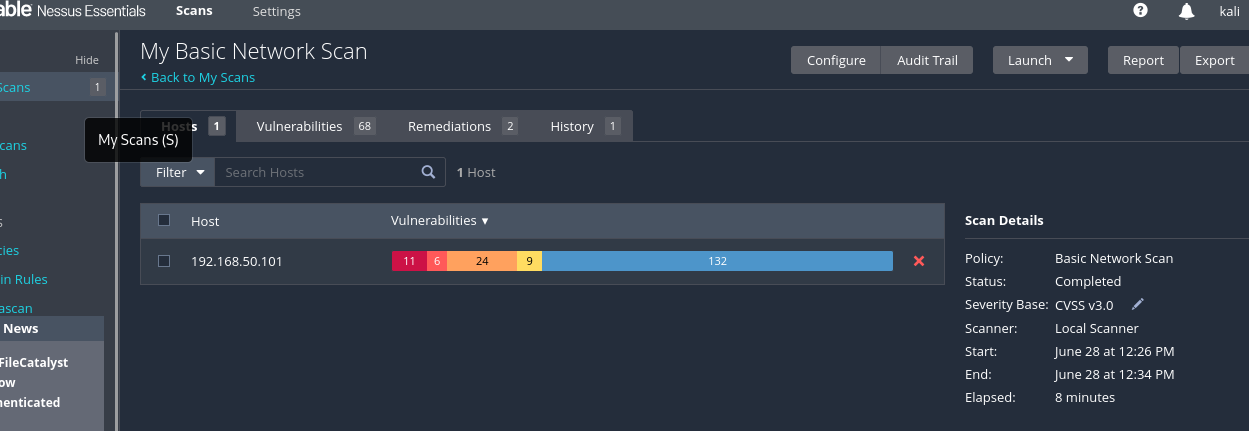 able Nessus Essentials Scans Settings kali
Hide
Scans 1
cans
h
s
cies
in Rules
ascan
News
FileCatalyst
ow
henticated
My Scans (S)
My Basic Network Scan
Back to My Scans
Configure Audit Trail Launch Report Export
Hosts 1 Vulnerabilities 68 Remediations 2 History 1
Filter Search Hosts 1 Host
Host Vulnerabilities
192.168.50.101 11 6 24 9 132
Scan Details
Policy: Basic Network Scan
Status: Completed
Severity Base: CVSS v3.0
Scanner: Local Scanner
Start: June 28 at 12:26 PM
End: June 28 at 12:34 PM
Elapsed: 8 minutes